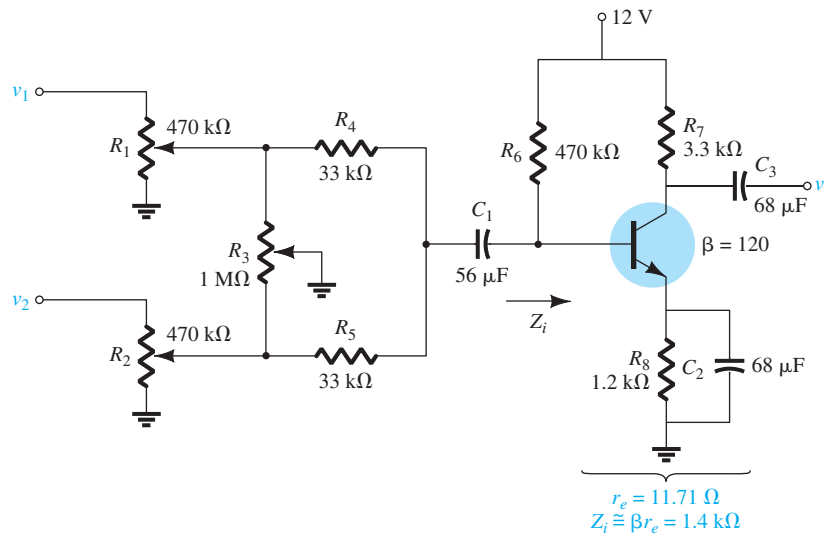 12 V
v1
470 kΩ
R1
R4
33 kΩ
R6
470 kΩ
R7
3.3 kΩ
C3
68 μF
v
C1
56 μF
R3
1 MΩ
β = 120
Zi
v2
470 kΩ
R2
R5
33 kΩ
R8
1.2 kΩ
C2
68 μF
re = 11.71 Ω
Zi ≅ βre = 1.4 kΩ